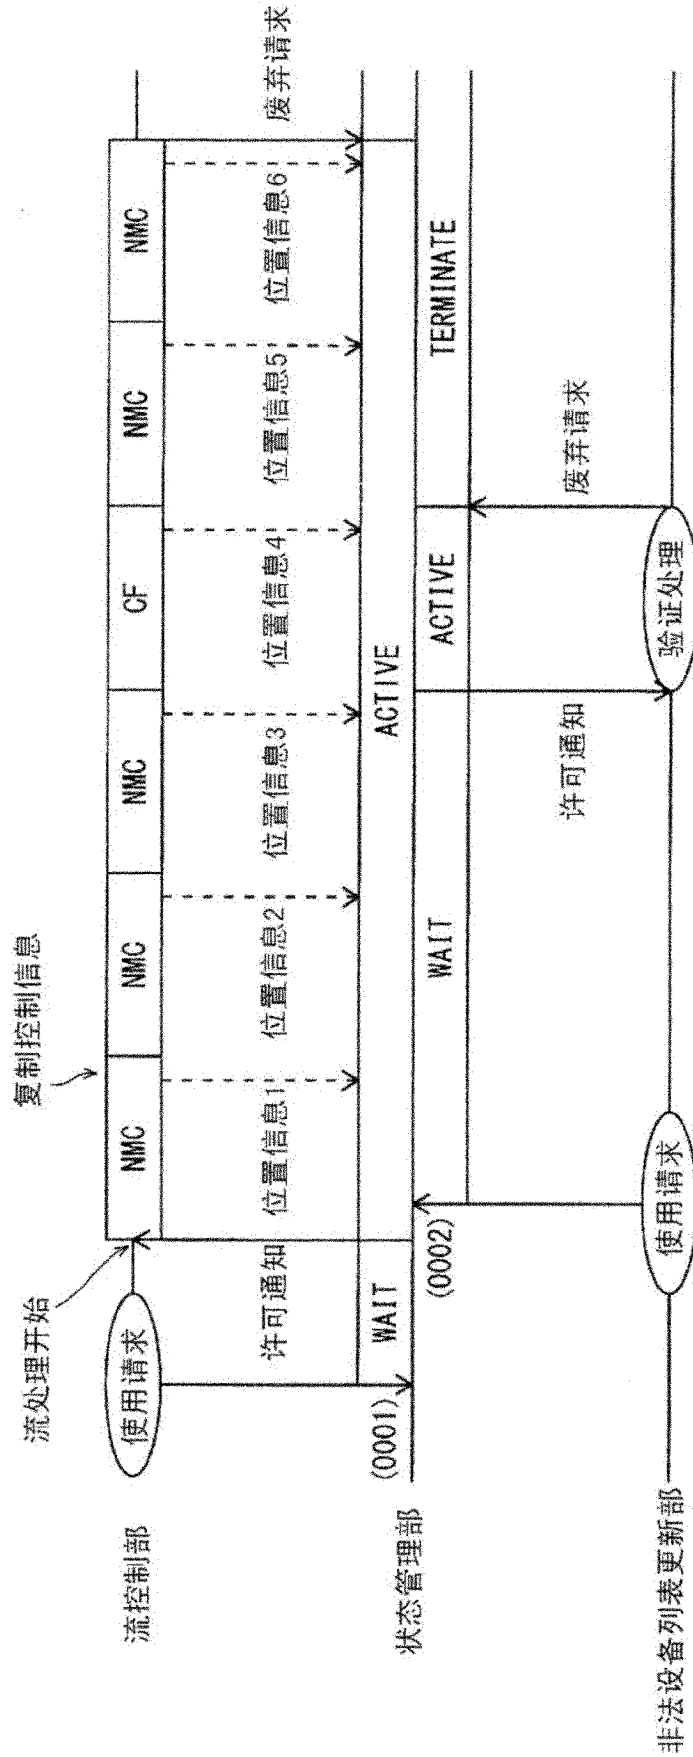 复制控制信息
流处理开始
流控制部
使用请求
NMC
NMC
NMC
CF
NMC
NMC
许可通知
位置信息1
位置信息2
位置信息3
位置信息4
位置信息5
位置信息6
废弃请求
状态管理部
(0001)
WAIT
ACTIVE
(0002)
WAIT
ACTIVE
TERMINATE
许可通知
废弃请求
非法设备列表更新部
使用请求
验证处理